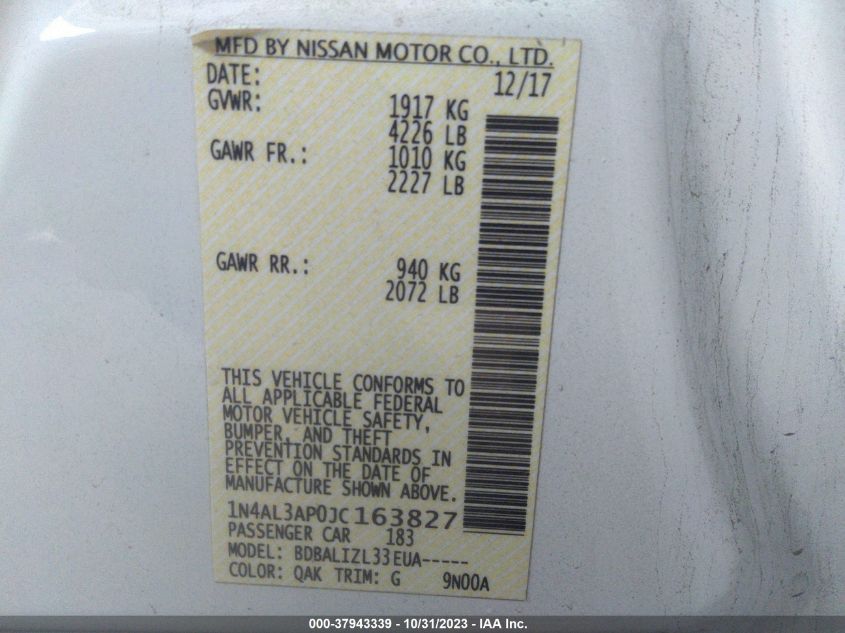 MFD BY NISSAN MOTOR CO., LTD.
DATE: 12/17
GVWR: 1917 KG
4226 LB
GAWR FR.: 1010 KG
2227 LB
GAWR RR.: 940 KG
2072 LB
THIS VEHICLE CONFORMS TO
ALL APPLICABLE FEDERAL
MOTOR VEHICLE SAFETY,
BUMPER, AND THEFT
PREVENTION STANDARDS IN
EFFECT ON THE DATE OF
MANUFACTURE SHOWN ABOVE.
1N4AL3AP0JC163827
PASSENGER CAR 183
MODEL: BDBALIZL33EUA-----
COLOR: QAK TRIM: G 9N00A
000-37943339 - 10/31/2023 - IAA Inc.